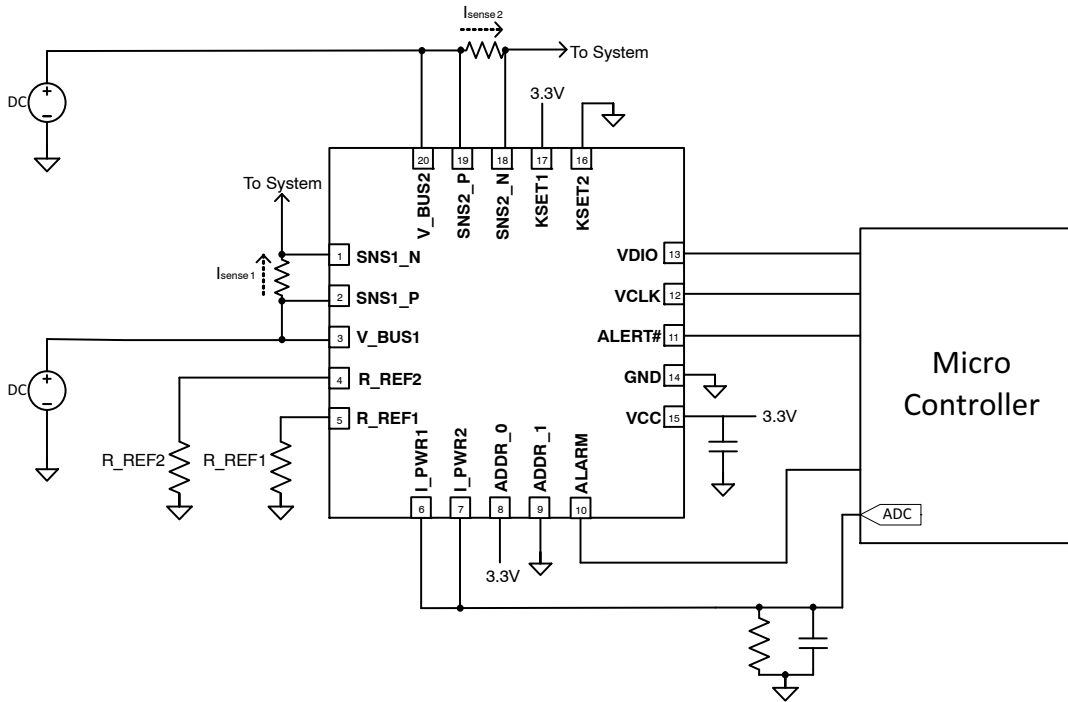 Isense2
To System
DC
3.3V
20
19
18
17
16
V_BUS2
SNS2_P
SNS2_N
KSET1
KSET2
To System
Isense1
1
SNS1_N
2
SNS1_P
3
V_BUS1
4
R_REF2
5
R_REF1
DC
R_REF2
R_REF1
VDIO
13
VCLK
12
ALERT#
11
GND
14
VCC
15
3.3V
Micro
Controller
I_PWR1
I_PWR2
ADDR_0
ADDR_1
ALARM
6
7
8
9
10
3.3V
ADC